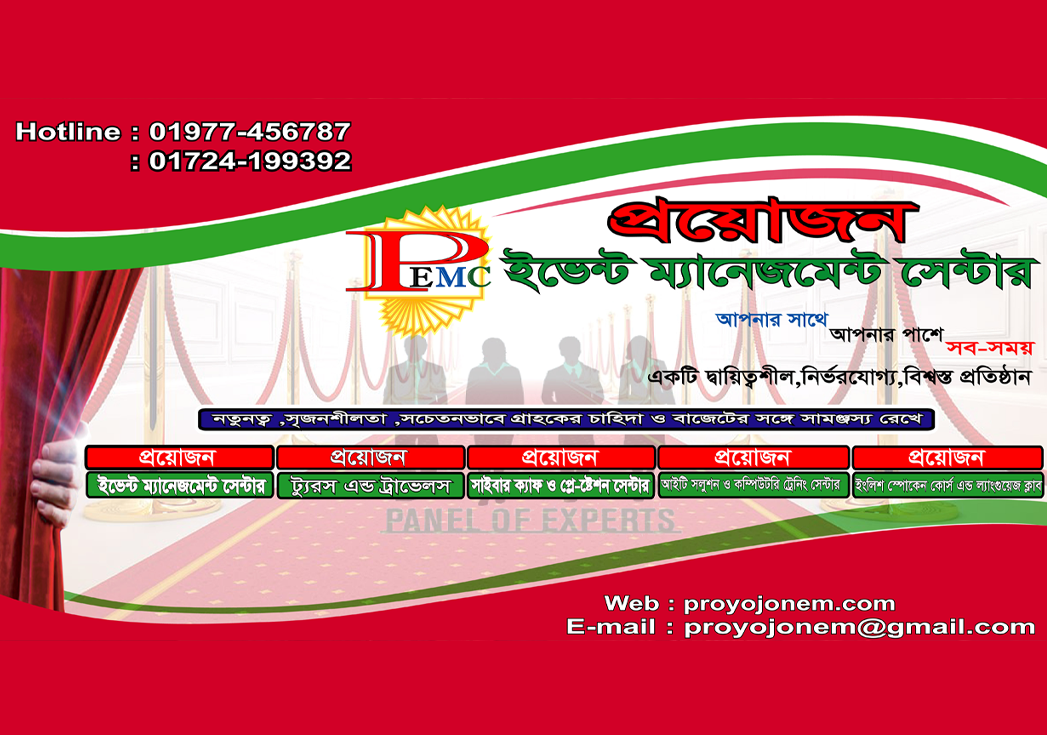 Hotline : 01977-456787
: 01724-199392
প্রয়োজন
PEMC
ইভেন্ট ম্যানেজমেন্ট সেন্টার
আপনার সাথে
আপনার পাশে
সব-সময়
একটি দ্বায়িত্বশীল,নির্ভরযোগ্য,বিশ্বস্ত প্রতিষ্ঠান
নতুনত্ব ,সৃজনশীলতা ,সচেতনভাবে গ্রাহকের চাহিদা ও বাজেটের সঙ্গে সামঞ্জস্য রেখে
প্রয়োজন প্রয়োজন প্রয়োজন প্রয়োজন প্রয়োজন
ইভেন্ট ম্যানেজমেন্ট সেন্টার ট্যুরস এন্ড ট্রাভেলস সাইবার ক্যাফ ও প্লে-ষ্টেশন সেন্টার আইটি সলুশন ও কম্পিউটরি ট্রেনিং সেন্টার ইংলিশ স্পোকেন কোর্স এন্ড ল্যাংগুয়েজ ক্লাব
PANEL OF EXPERTS
Web : proyojonem.com
E-mail : proyojonem@gmail.com